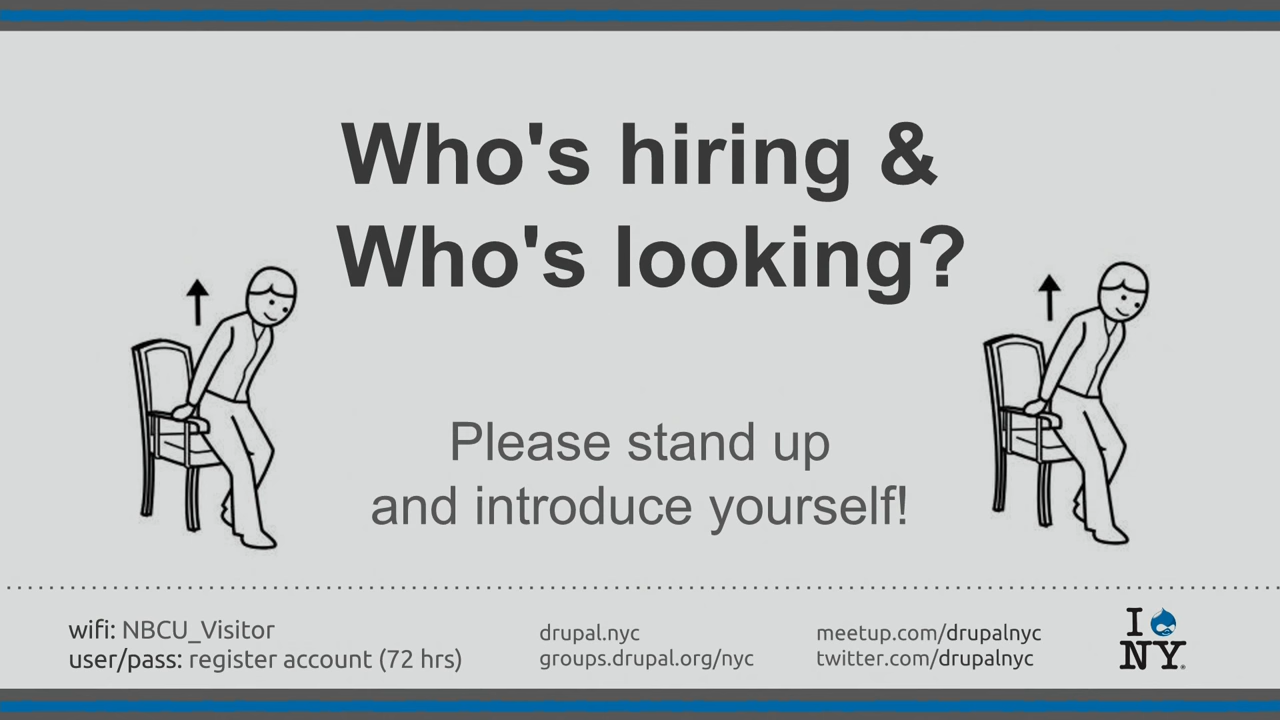 Who's hiring &
Who's looking?
Please stand up
and introduce yourself!
wifi: NBCU_Visitor
user/pass: register account (72 hrs)
drupal.nyc
groups.drupal.org/nyc
meetup.com/drupalnyc
twitter.com/drupalnyc
I
NY